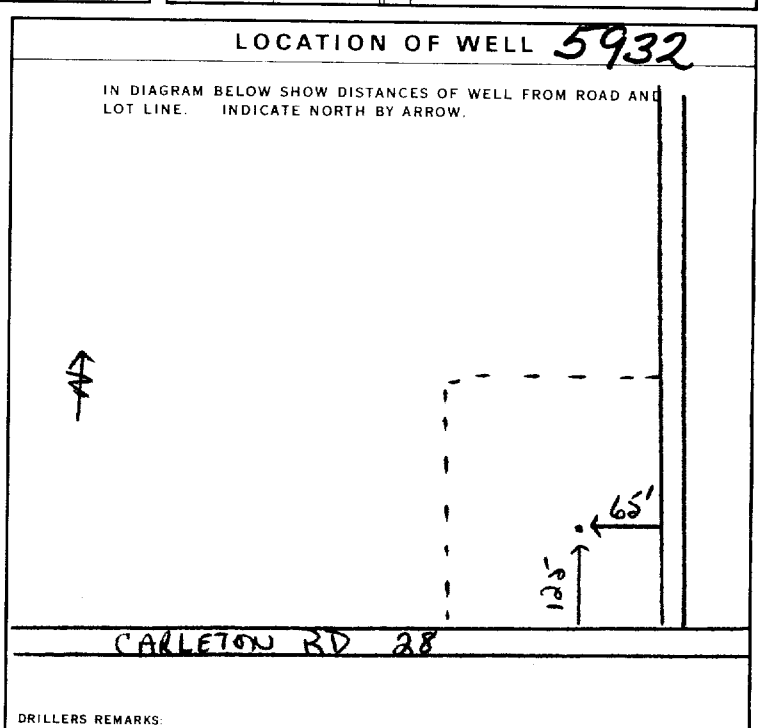 LOCATION OF WELL 5932
IN DIAGRAM BELOW SHOW DISTANCES OF WELL FROM ROAD AND
LOT LINE. INDICATE NORTH BY ARROW.
N
65'
125'
CARLETON RD 28
DRILLERS REMARKS: